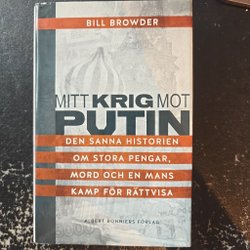 BILL BROWDER
MITT KRIG MOT
PUTIN
DEN SANNA HISTORIEN
OM STORA PENGAR,
MORD OCH EN MANS
KAMP FÖR RÄTTVISA
ALBERT BONNIERS FÖRLAG